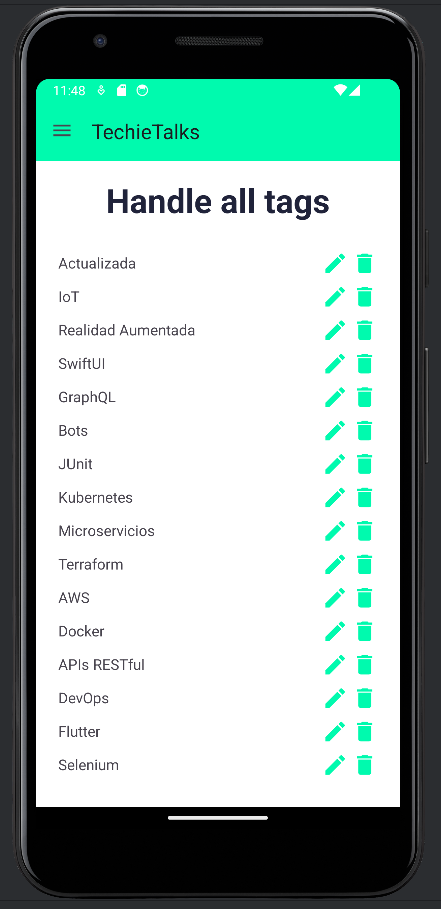 11:48
TechieTalks
Handle all tags
Actualizada
IoT
Realidad Aumentada
SwiftUI
GraphQL
Bots
JUnit
Kubernetes
Microservicios
Terraform
AWS
Docker
APIs RESTful
DevOps
Flutter
Selenium